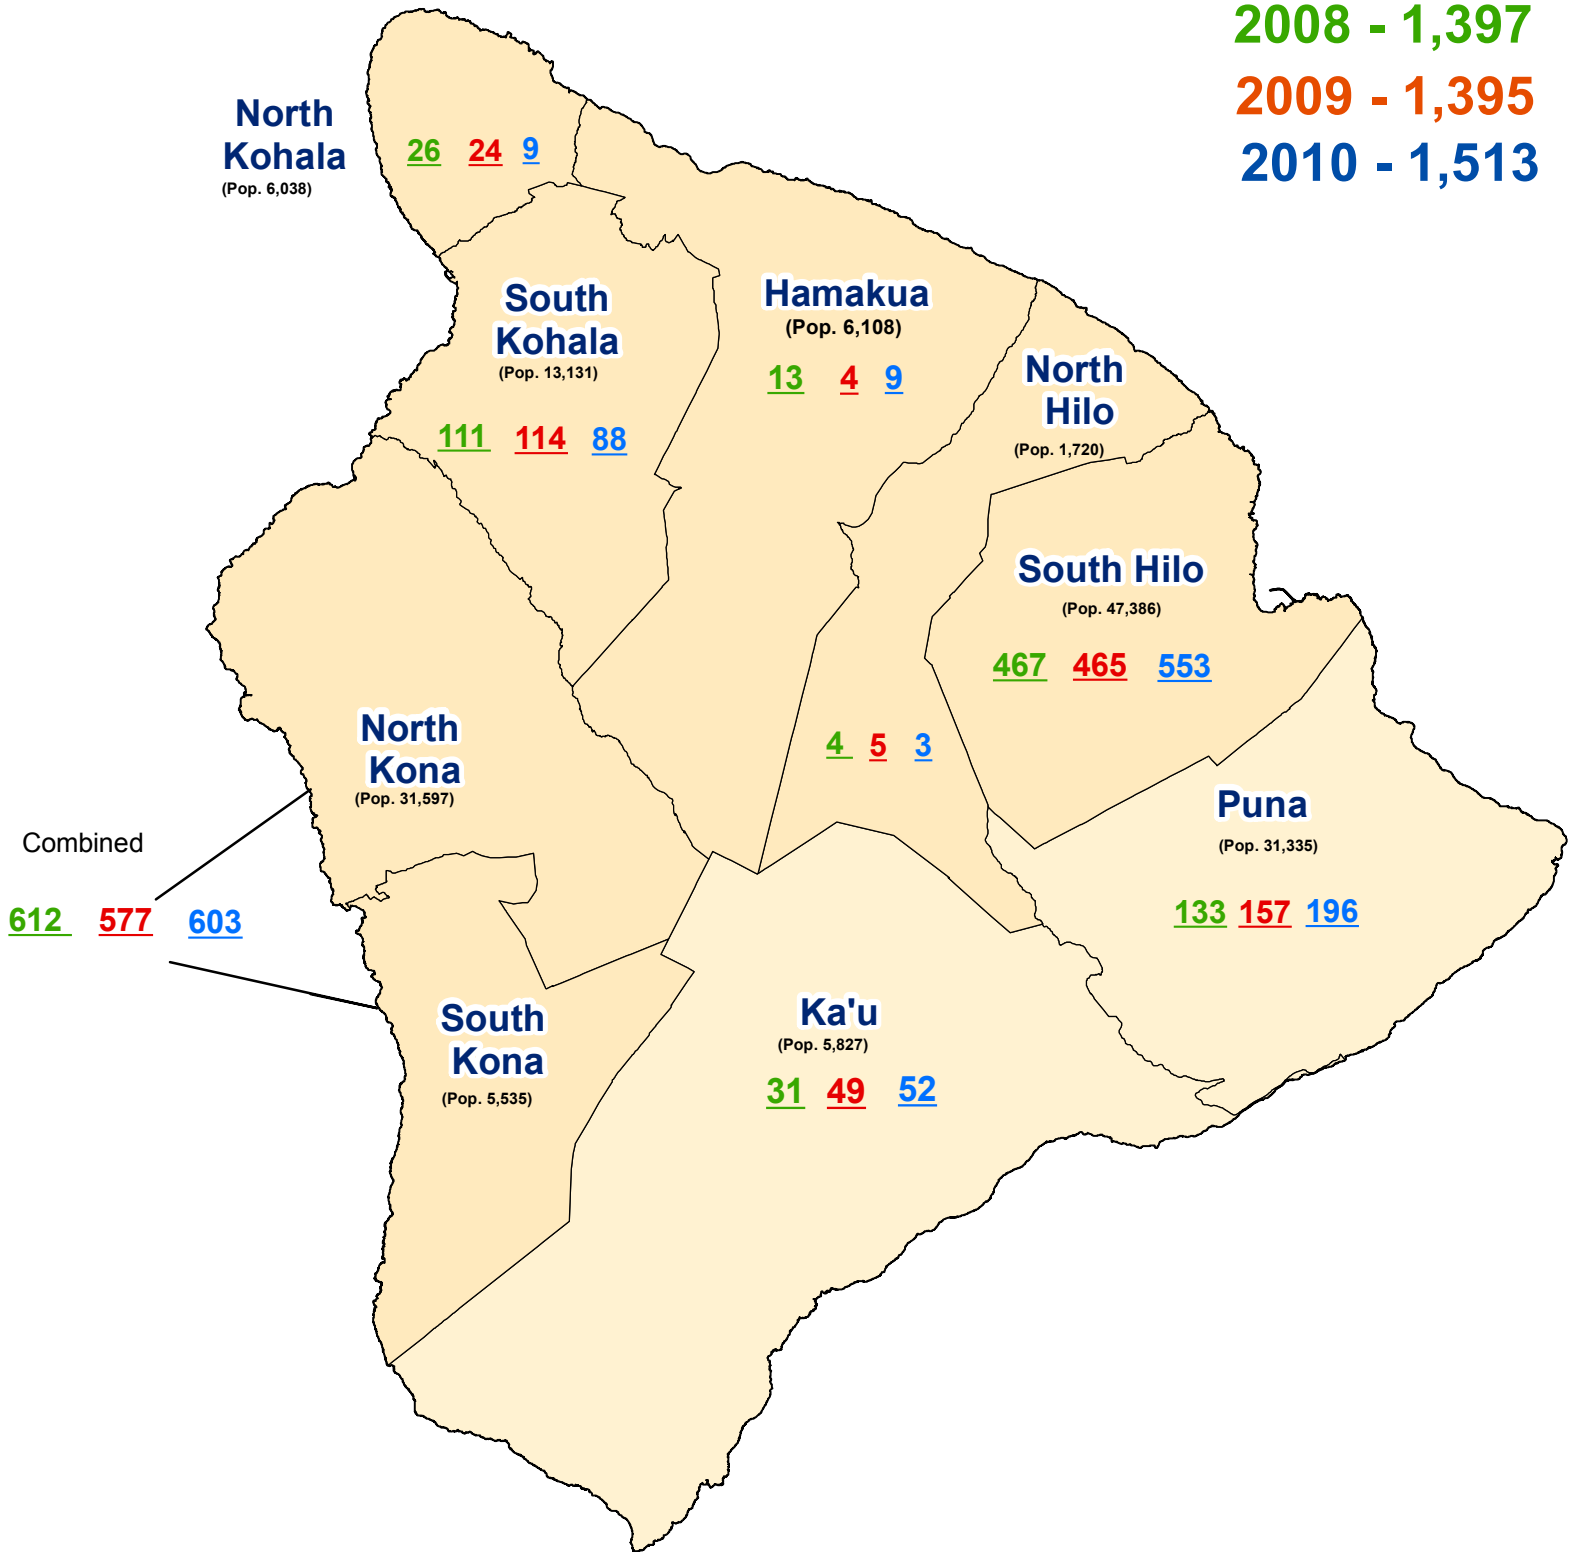 2008 - 1,397
2009 - 1,395
2010 - 1,513
North
Kohala
(Pop. 6,038)
26 24 9
South
Kohala
(Pop. 13,131)
111 114 88
Hamakua
(Pop. 6,108)
13 4 9
North
Hilo
(Pop. 1,720)
4 5 3
South Hilo
(Pop. 47,386)
467 465 553
North
Kona
(Pop. 31,597)
Combined
612 577 603
Puna
(Pop. 31,335)
133 157 196
South
Kona
(Pop. 5,535)
Ka'u
(Pop. 5,827)
31 49 52